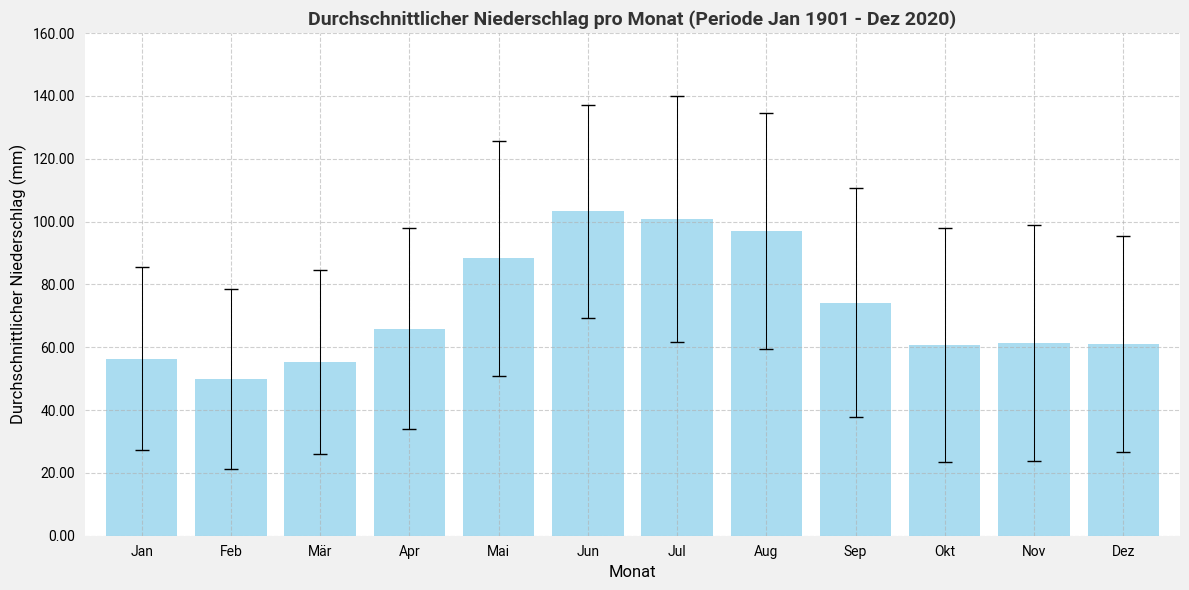 Durchschnittlicher Niederschlag pro Monat (Periode Jan 1901 - Dez 2020)
Durchschnittlicher Niederschlag (mm)
160.00
140.00
120.00
100.00
80.00
60.00
40.00
20.00
0.00
Jan Feb Mär Apr Mai Jun Jul Aug Sep Okt Nov Dez
Monat